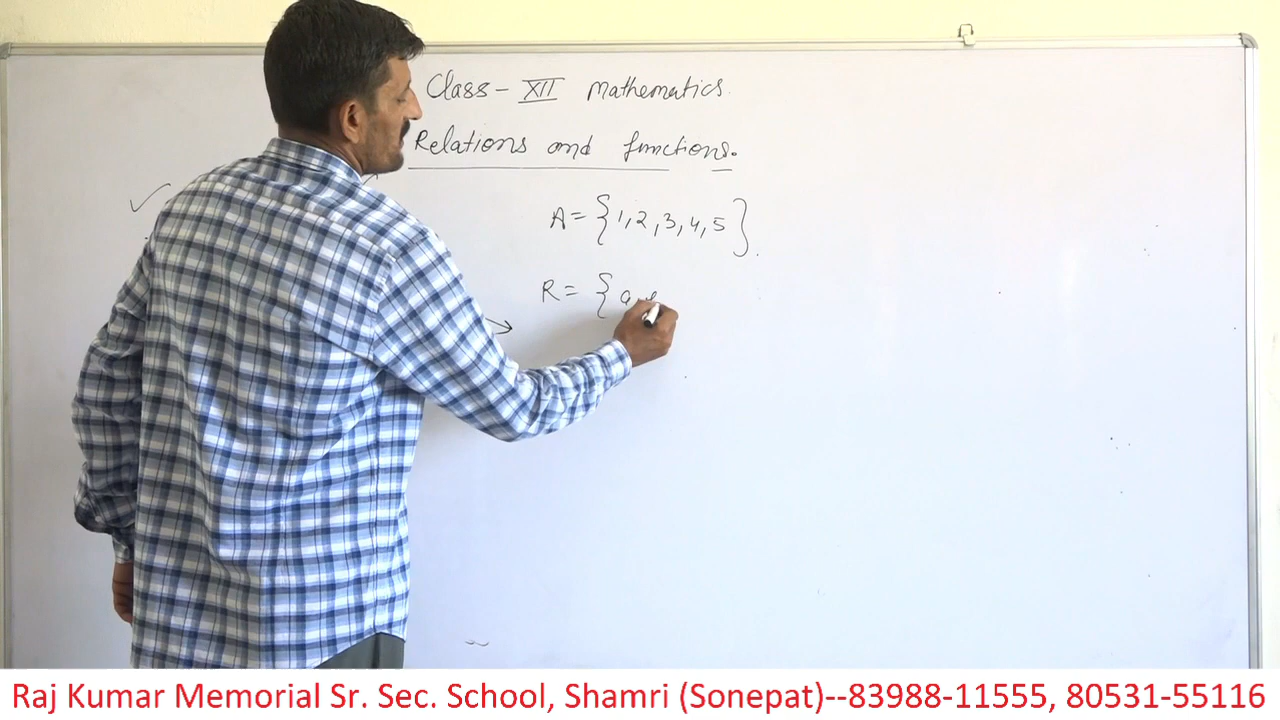 Class - XII Mathematics.
Relations and functions.
A = {1, 2, 3, 4, 5}.
R = {
Raj Kumar Memorial Sr. Sec. School, Shamri (Sonepat)--83988-11555, 80531-55116